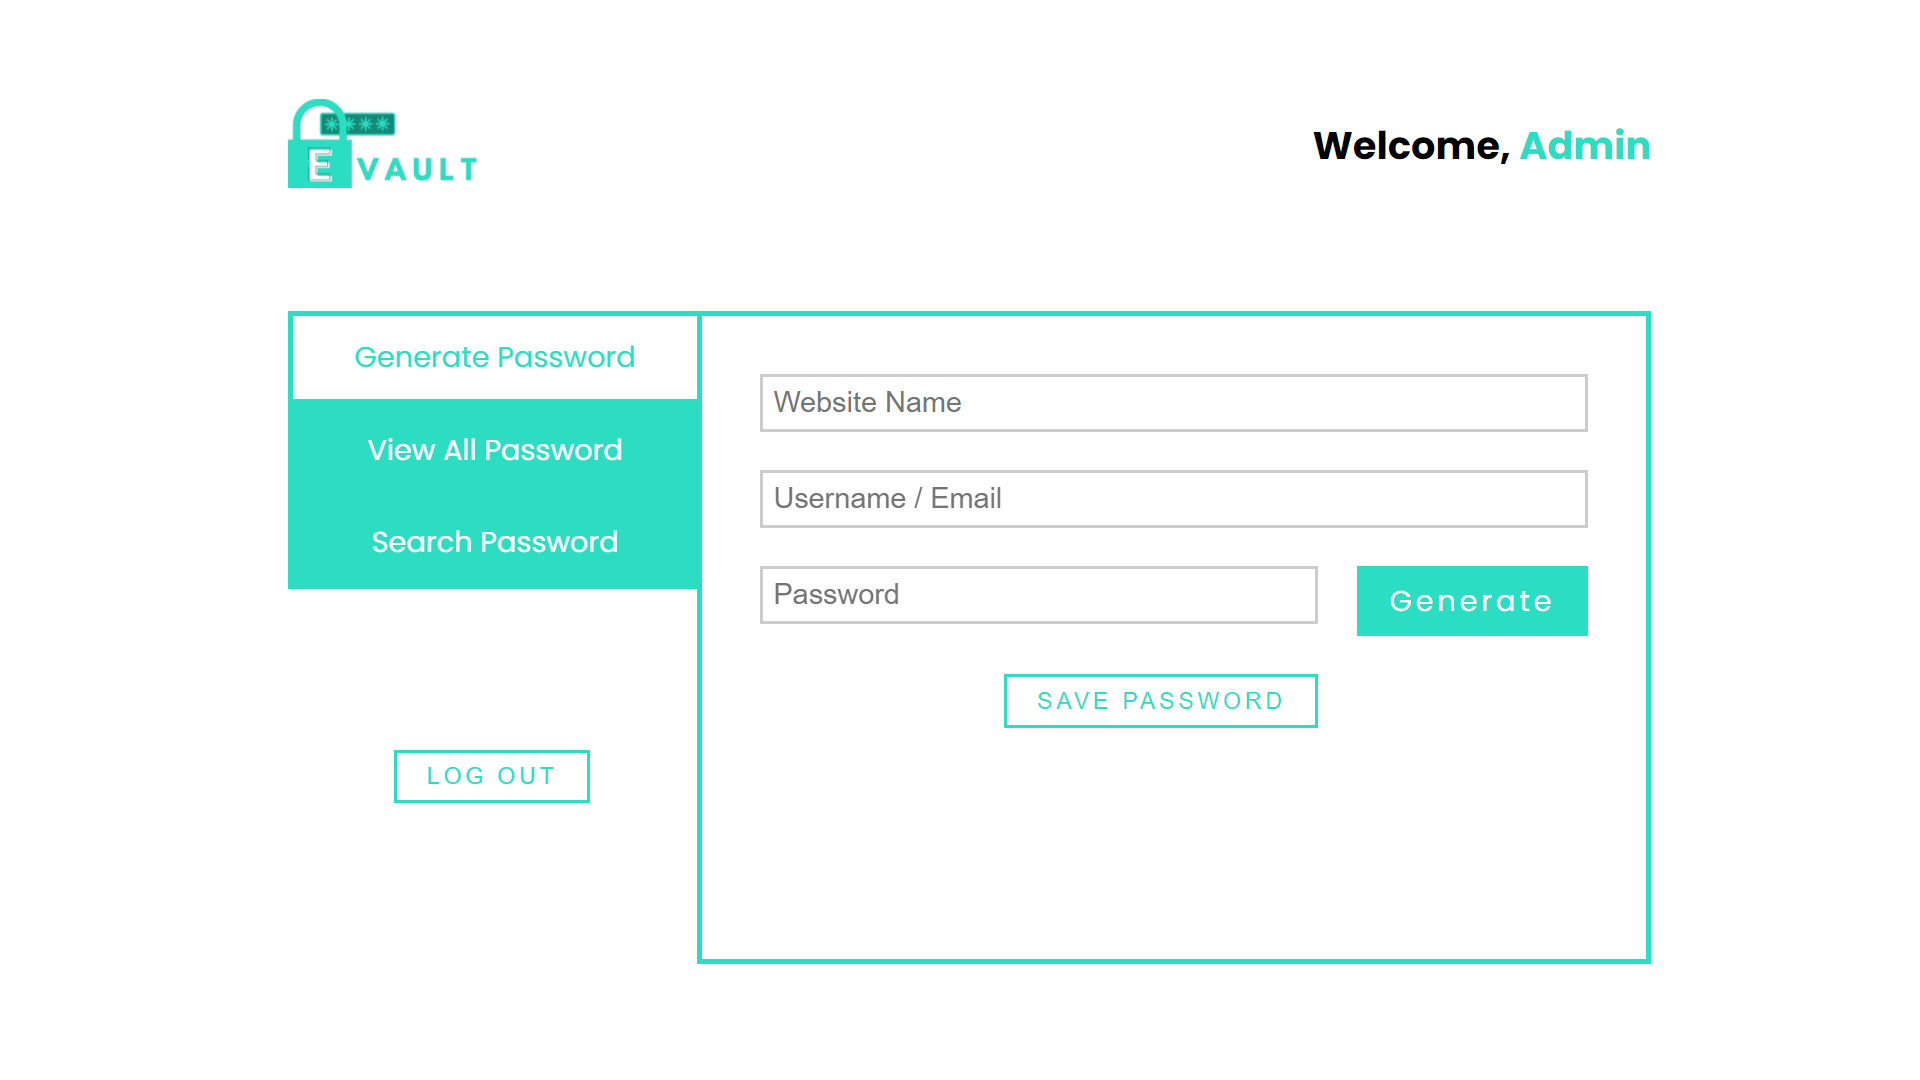 ****
E VAULT
Welcome, Admin
Generate Password
View All Password
Search Password
LOG OUT
Website Name
Username / Email
Password
Generate
SAVE PASSWORD